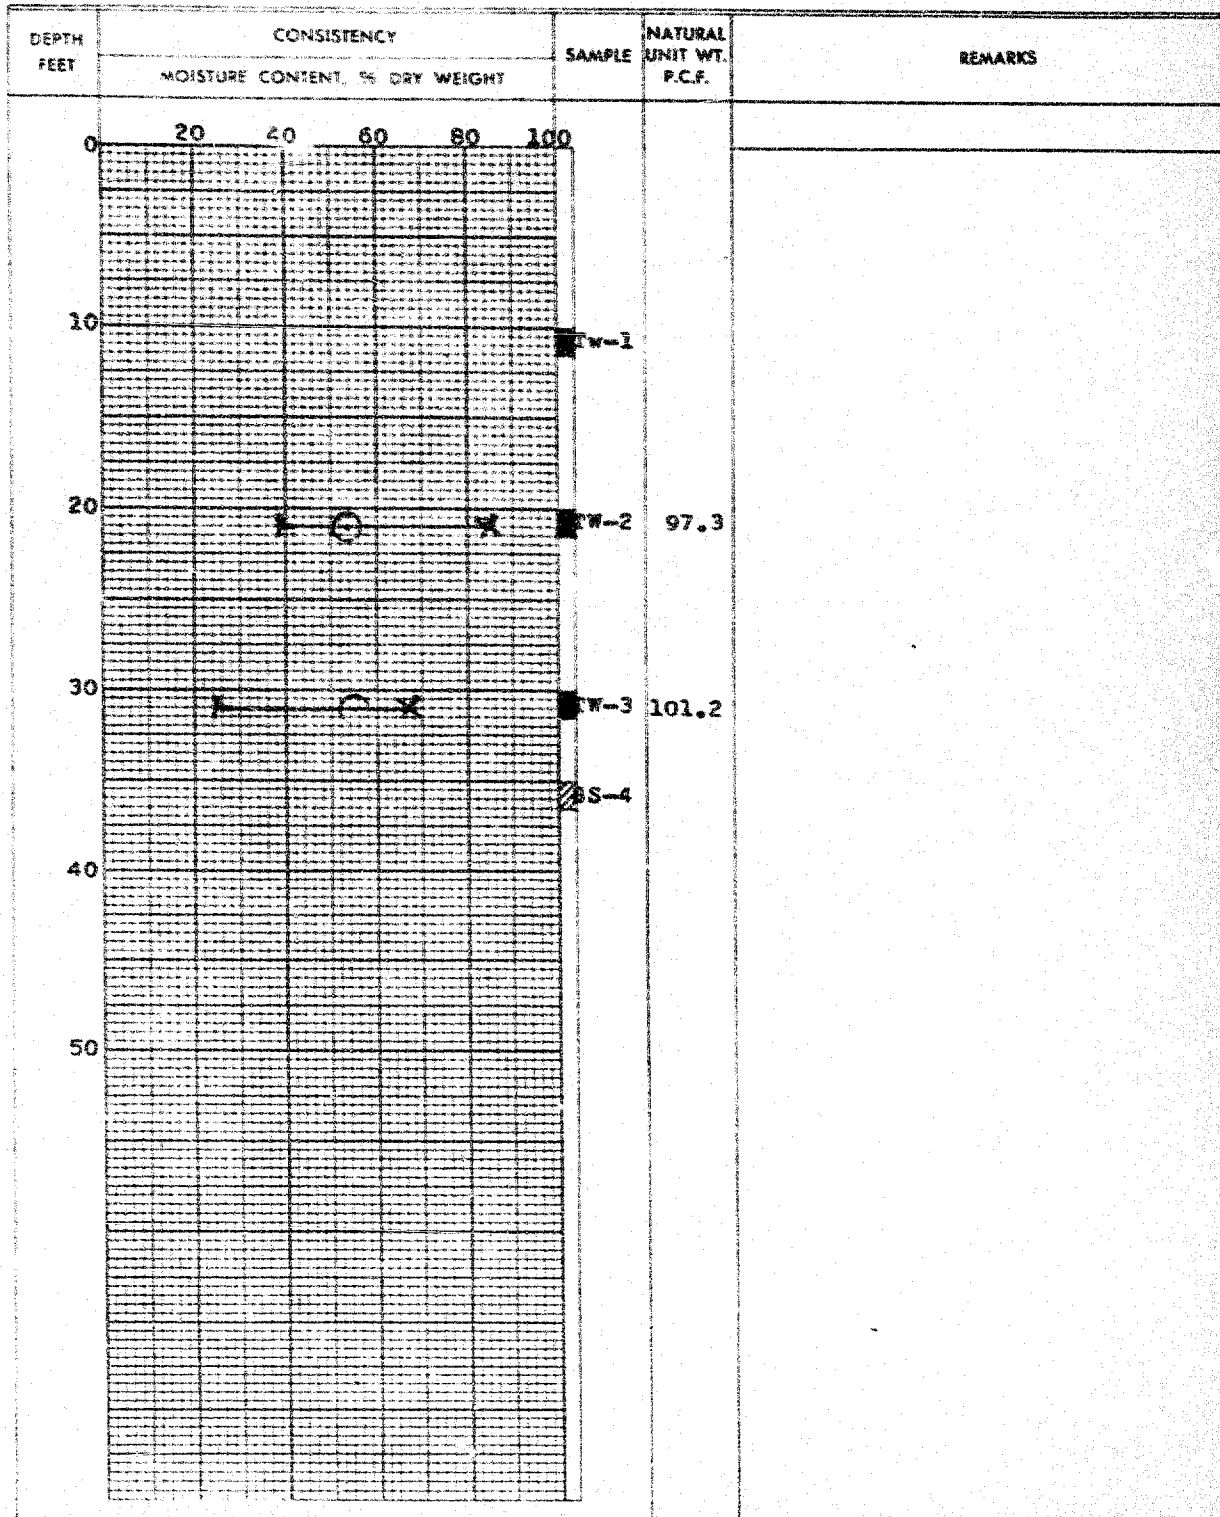 DEPTH FEET
CONSISTENCY
MOISTURE CONTENT, % DRY WEIGHT
SAMPLE
NATURAL UNIT WT. P.C.F.
REMARKS
0 20 40 60 80 100
10 TW-1
20 TW-2 97.3
30 TW-3 101.2
SS-4
40
50